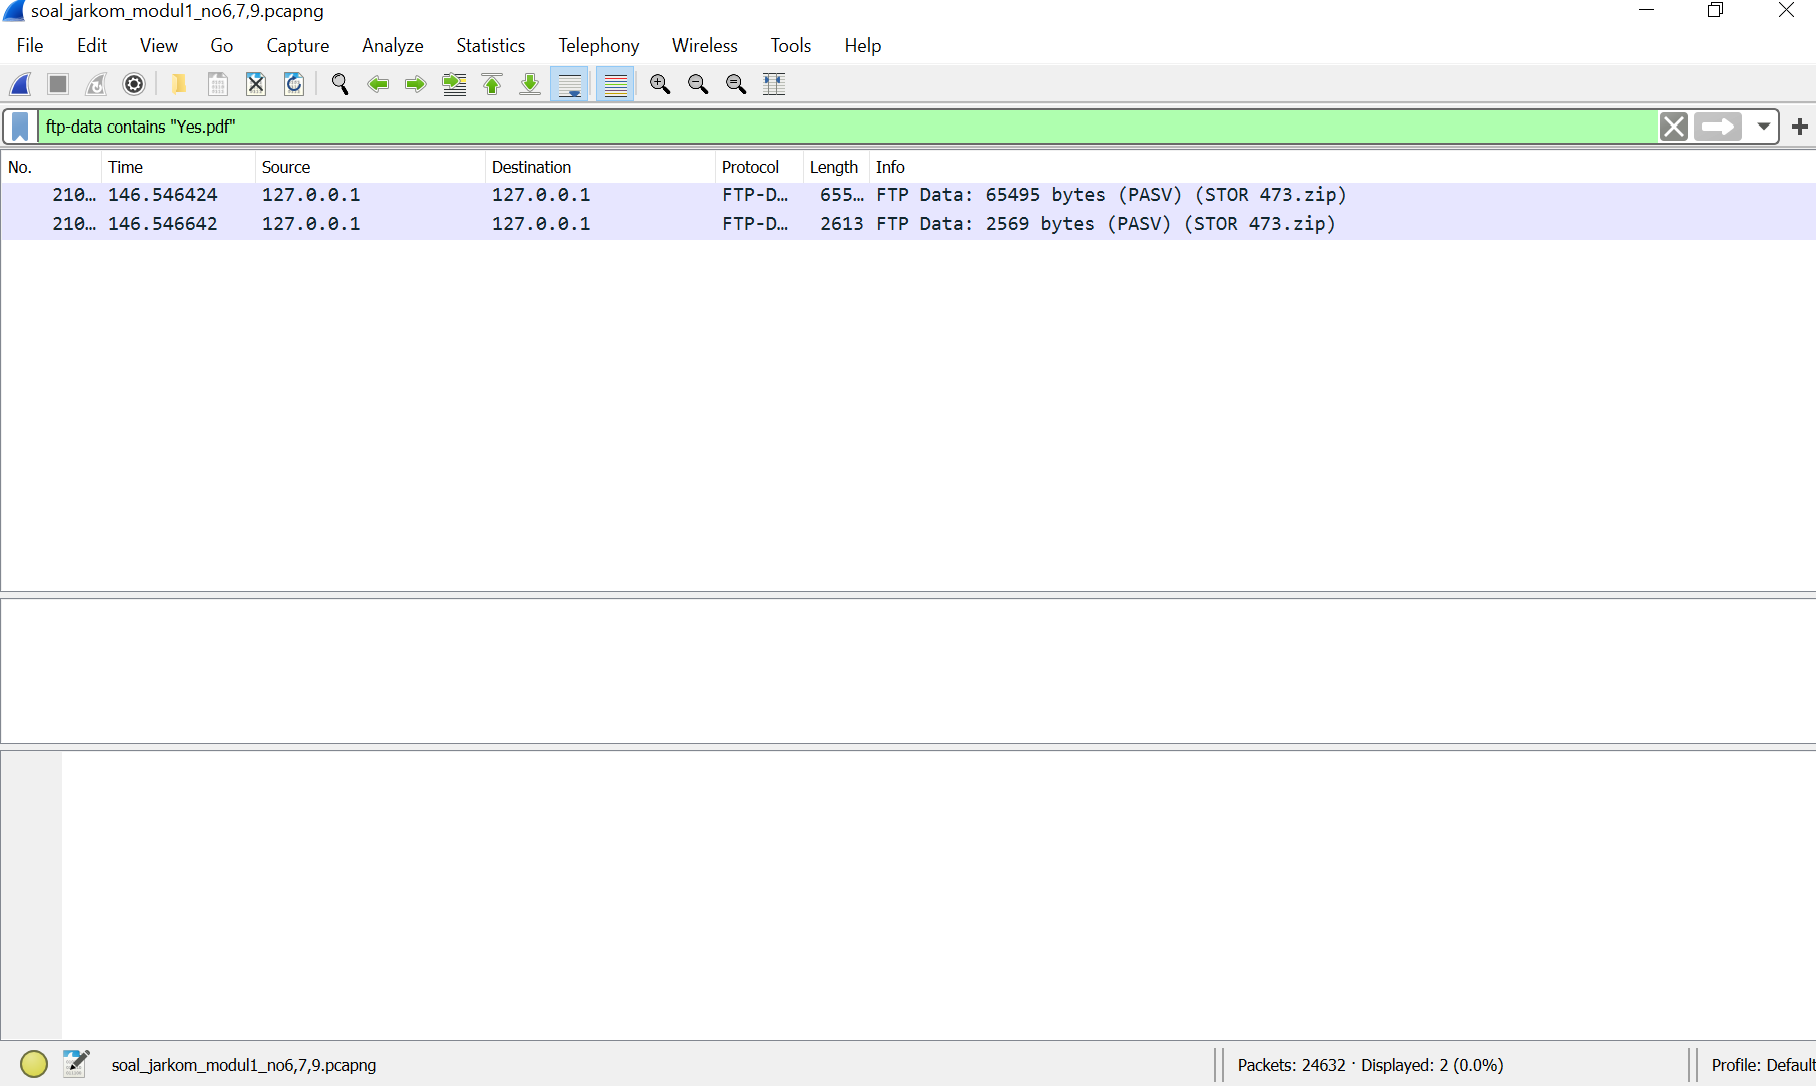 soal_jarkom_modul1_no6,7,9.pcapng
File Edit View Go Capture Analyze Statistics Telephony Wireless Tools Help
ftp-data contains "Yes.pdf"
No. Time Source Destination Protocol Length Info
210… 146.546424 127.0.0.1 127.0.0.1 FTP-D… 655… FTP Data: 65495 bytes (PASV) (STOR 473.zip)
210… 146.546642 127.0.0.1 127.0.0.1 FTP-D… 2613 FTP Data: 2569 bytes (PASV) (STOR 473.zip)
soal_jarkom_modul1_no6,7,9.pcapng Packets: 24632 · Displayed: 2 (0.0%) Profile: Default